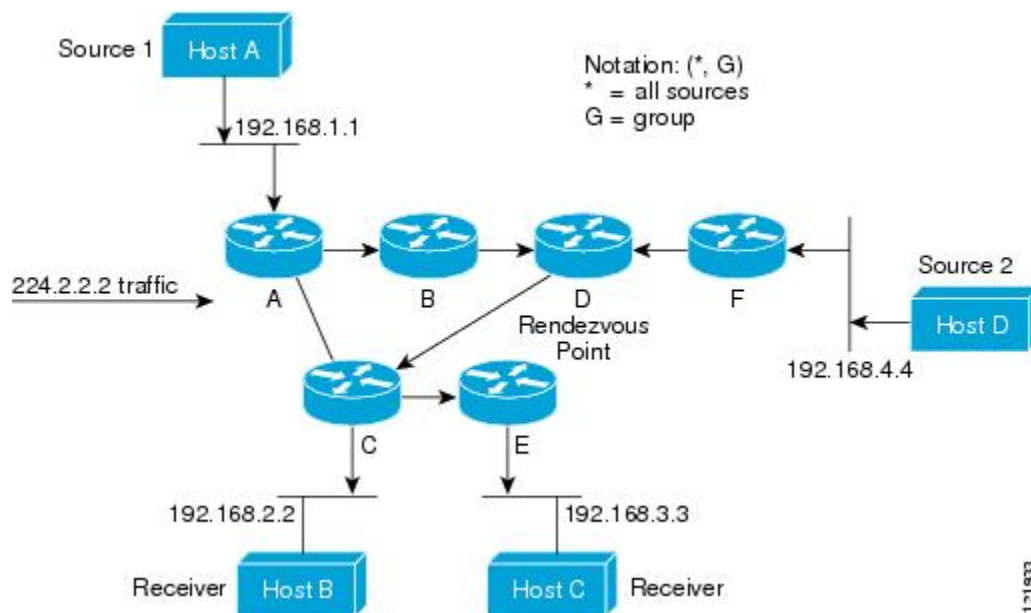 Source 1
Host A
Notation: (*, G)
* = all sources
G = group
192.168.1.1
224.2.2.2 traffic
A
B
D
F
Rendezvous
Point
Source 2
Host D
192.168.4.4
C
E
192.168.2.2
192.168.3.3
Receiver
Host B
Host C
Receiver
121933